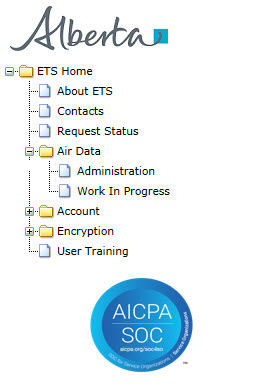 Alberta
ETS Home
About ETS
Contacts
Request Status
Air Data
Administration
Work In Progress
Account
Encryption
User Training
AICPA
SOC
aicpa.org/soc4so
SOC for Service Organizations | Service Organizations
™